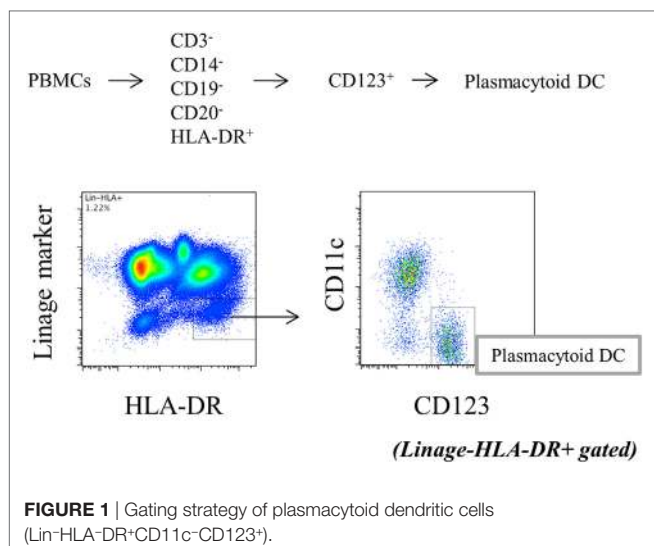 CD3-
CD14-
PBMCs → CD19- → CD123+ → Plasmacytoid DC
CD20-
HLA-DR+
Lin-HLA+
1.22%
Linage marker
HLA-DR
CD11c
CD123
Plasmacytoid DC
(Linage-HLA-DR+ gated)
FIGURE 1 | Gating strategy of plasmacytoid dendritic cells
(Lin−HLA-DR+CD11c−CD123+).